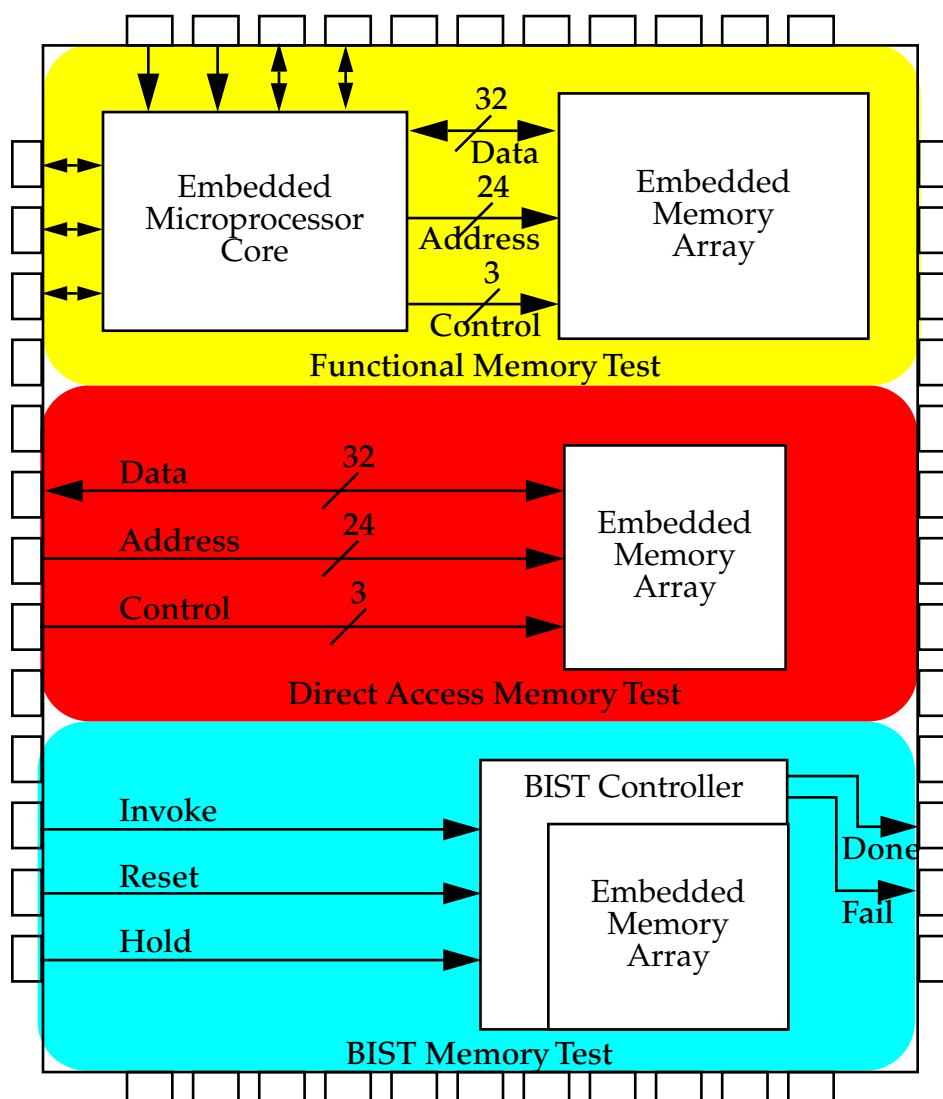 Embedded
Microprocessor
Core
32
Data
24
Address
3
Control
Embedded
Memory
Array
Functional Memory Test
Data
32
Address
24
Control
3
Embedded
Memory
Array
Direct Access Memory Test
Invoke
Reset
Hold
BIST Controller
Embedded
Memory
Array
Done
Fail
BIST Memory Test